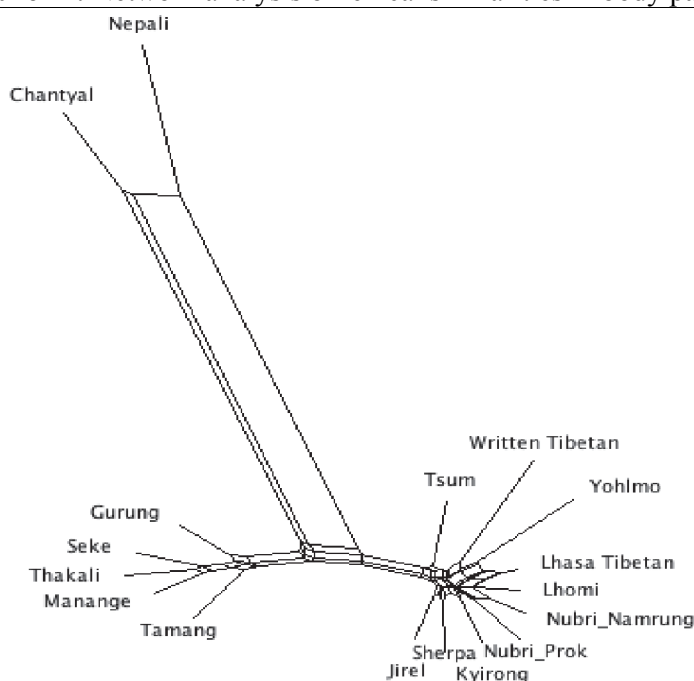 Nepali
Chantyal
Written Tibetan
Tsum
Yohlmo
Gurung
Seke
Lhasa Tibetan
Thakali
Lhomi
Manange
Nubri_Namrung
Tamang
Sherpa
Nubri_Prok
Jirel
Kyirong